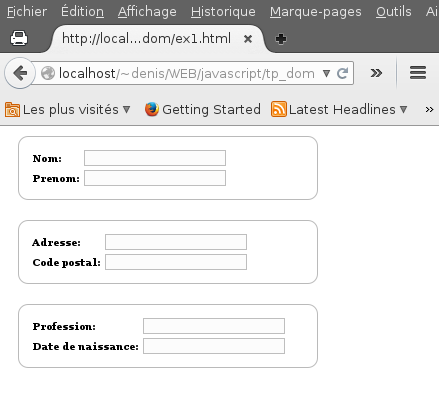 Fichier Édition Affichage Historique Marque-pages Outils Ai
http://local...dom/ex1.html
localhost/~denis/WEB/javascript/tp_dom
Les plus visités Getting Started Latest Headlines
Nom:
Prenom:
Adresse:
Code postal:
Profession:
Date de naissance: